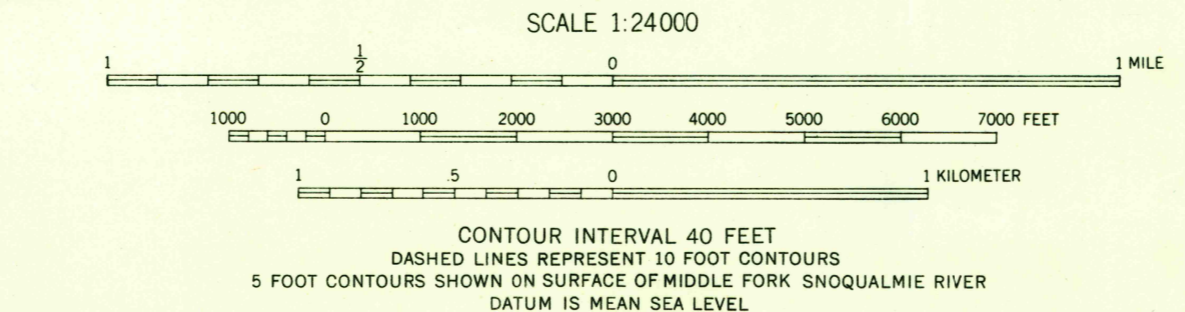 SCALE 1:24000
1 1/2 0 1 MILE
1000 0 1000 2000 3000 4000 5000 6000 7000 FEET
1 .5 0 1 KILOMETER
CONTOUR INTERVAL 40 FEET
DASHED LINES REPRESENT 10 FOOT CONTOURS
5 FOOT CONTOURS SHOWN ON SURFACE OF MIDDLE FORK SNOQUALMIE RIVER
DATUM IS MEAN SEA LEVEL